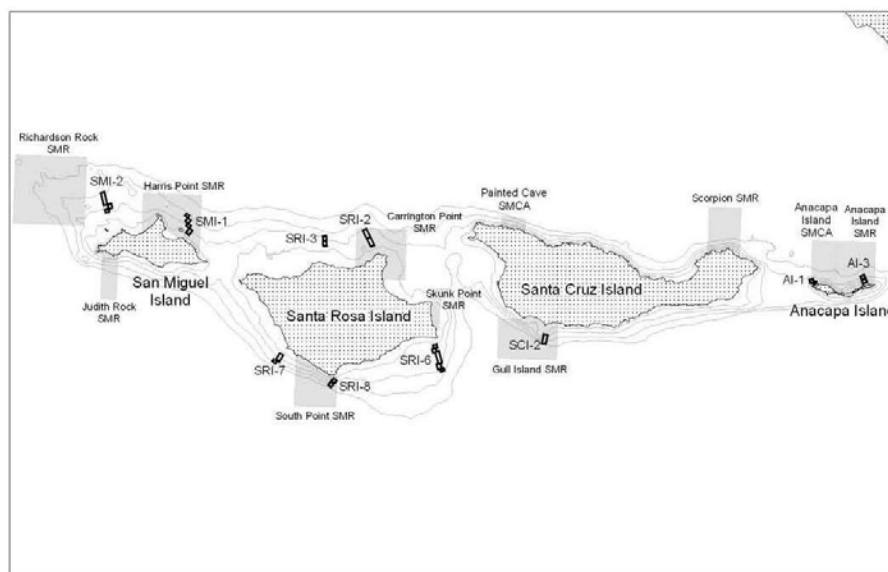 Richardson Rock
SMR
SMI-2
Harris Point SMR
SMI-1
San Miguel
Island
Judith Rock
SMR
SRI-2
SRI-3
Carrington Point
SMR
Santa Rosa Island
Skunk Point
SMR
SRI-6
SRI-7
SRI-8
South Point SMR
Painted Cave
SMCA
Santa Cruz Island
SCI-2
Gull Island SMR
Scorpion SMR
Anacapa
Island
SMCA
Anacapa
Island
SMR
AI-3
AI-1
Anacapa Island